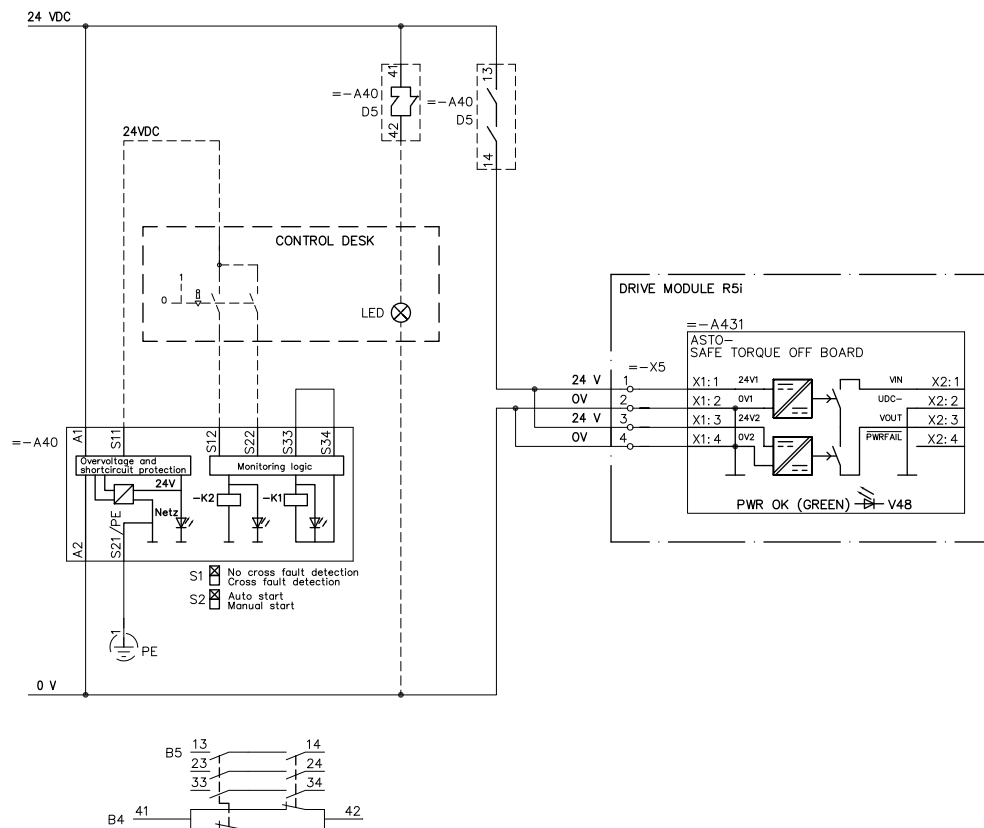 24 VDC
41
=-A40
D5
42
13
=-A40
D5
14
24VDC
CONTROL DESK
1
0
LED
DRIVE MODULE R5i
=-A431
ASTO-
SAFE TORQUE OFF BOARD
=-X5
24 V 1 X1:1 24V1 VIN X2:1
0V 2 X1:2 0V1 UDC- X2:2
24 V 3 X1:3 24V2 VOUT X2:3
0V 4 X1:4 0V2 PWRFAIL X2:4
PWR OK (GREEN) V48
=-A40
A1 S11 S12 S22 S33 S34
Overvoltage and
shortcircuit protection
Monitoring logic
24V
-K2
-K1
Netz
A2
S21/PE
S1 No cross fault detection
Cross fault detection
S2 Auto start
Manual start
1
PE
0 V
B5 13 14
23 24
33 34
B4 41 42